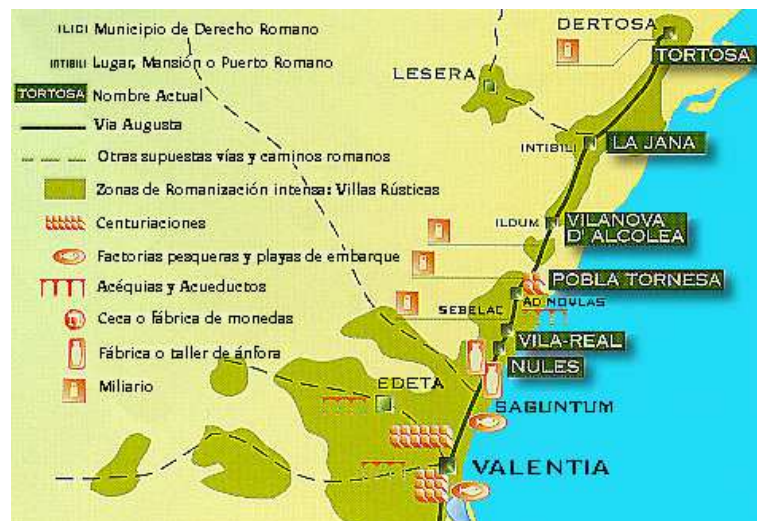 ILICI Municipio de Derecho Romano
INTIBILI Lugar, Mansión o Puerto Romano
TORTOSA Nombre Actual
Via Augusta
Otras supuestas vías y caminos romanos
Zonas de Romanización intensa: Villas Rústicas
Centuriaciones
Factorias pesqueras y playas de embarque
Acéquias y Acueductos
Ceca o fábrica de monedas
Fábrica o taller de ánfora
Miliario
DERTOSA
TORTOSA
LESERA
INTIBILI
LA JANA
ILDUM
VILANOVA
D' ALCOLEA
POBLA TORNESA
AD NOVLAS
SEBELAC
VILA-REAL
NULES
EDETA
SAGUNTUM
VALENTIA